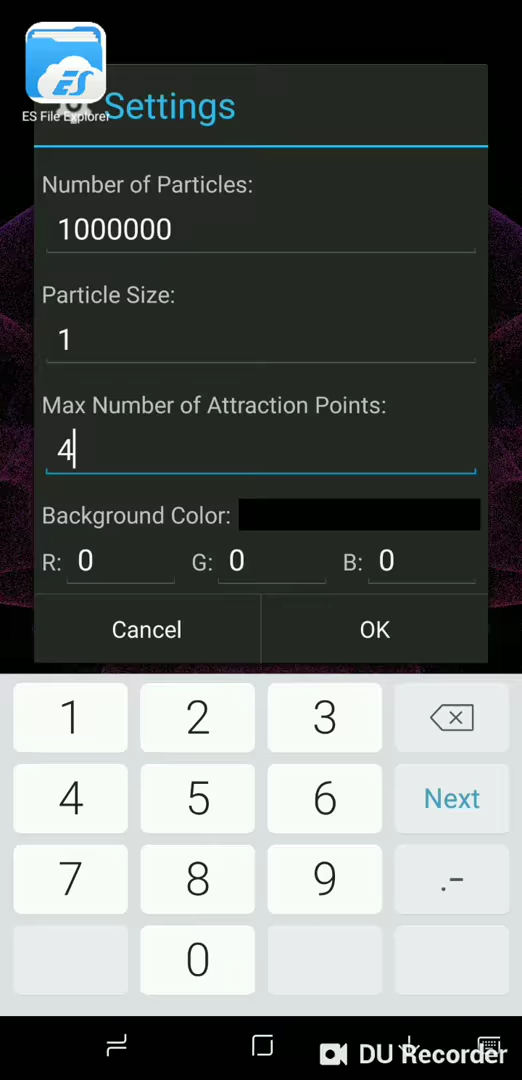 ES
ES File Explorer
Settings
Number of Particles:
1000000
Particle Size:
1
Max Number of Attraction Points:
4
Background Color:
R: 0 G: 0 B: 0
Cancel OK
1 2 3
4 5 6 Next
7 8 9 .-
0
DU Recorder